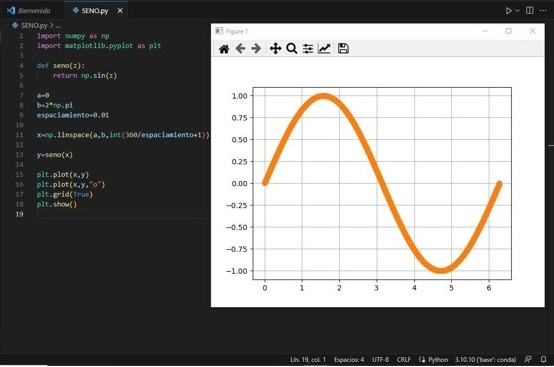 Bienvenido
SENO.py
SENO.py > ...
1 import numpy as np
2 import matplotlib.pyplot as plt
3
4 def seno(z):
5 return np.sin(z)
6
7 a=0
8 b=2*np.pi
9 espaciamiento=0.01
10
11 x=np.linspace(a,b,int(360/espaciamiento+1))
12
13 y=seno(x)
14
15 plt.plot(x,y)
16 plt.plot(x,y,"o")
17 plt.grid(True)
18 plt.show()
19
Figure 1
1.00
0.75
0.50
0.25
0.00
−0.25
−0.50
−0.75
−1.00
0 1 2 3 4 5 6
Lín. 19, col. 1 Espacios: 4 UTF-8 CRLF Python 3.10.10 ('base': conda)